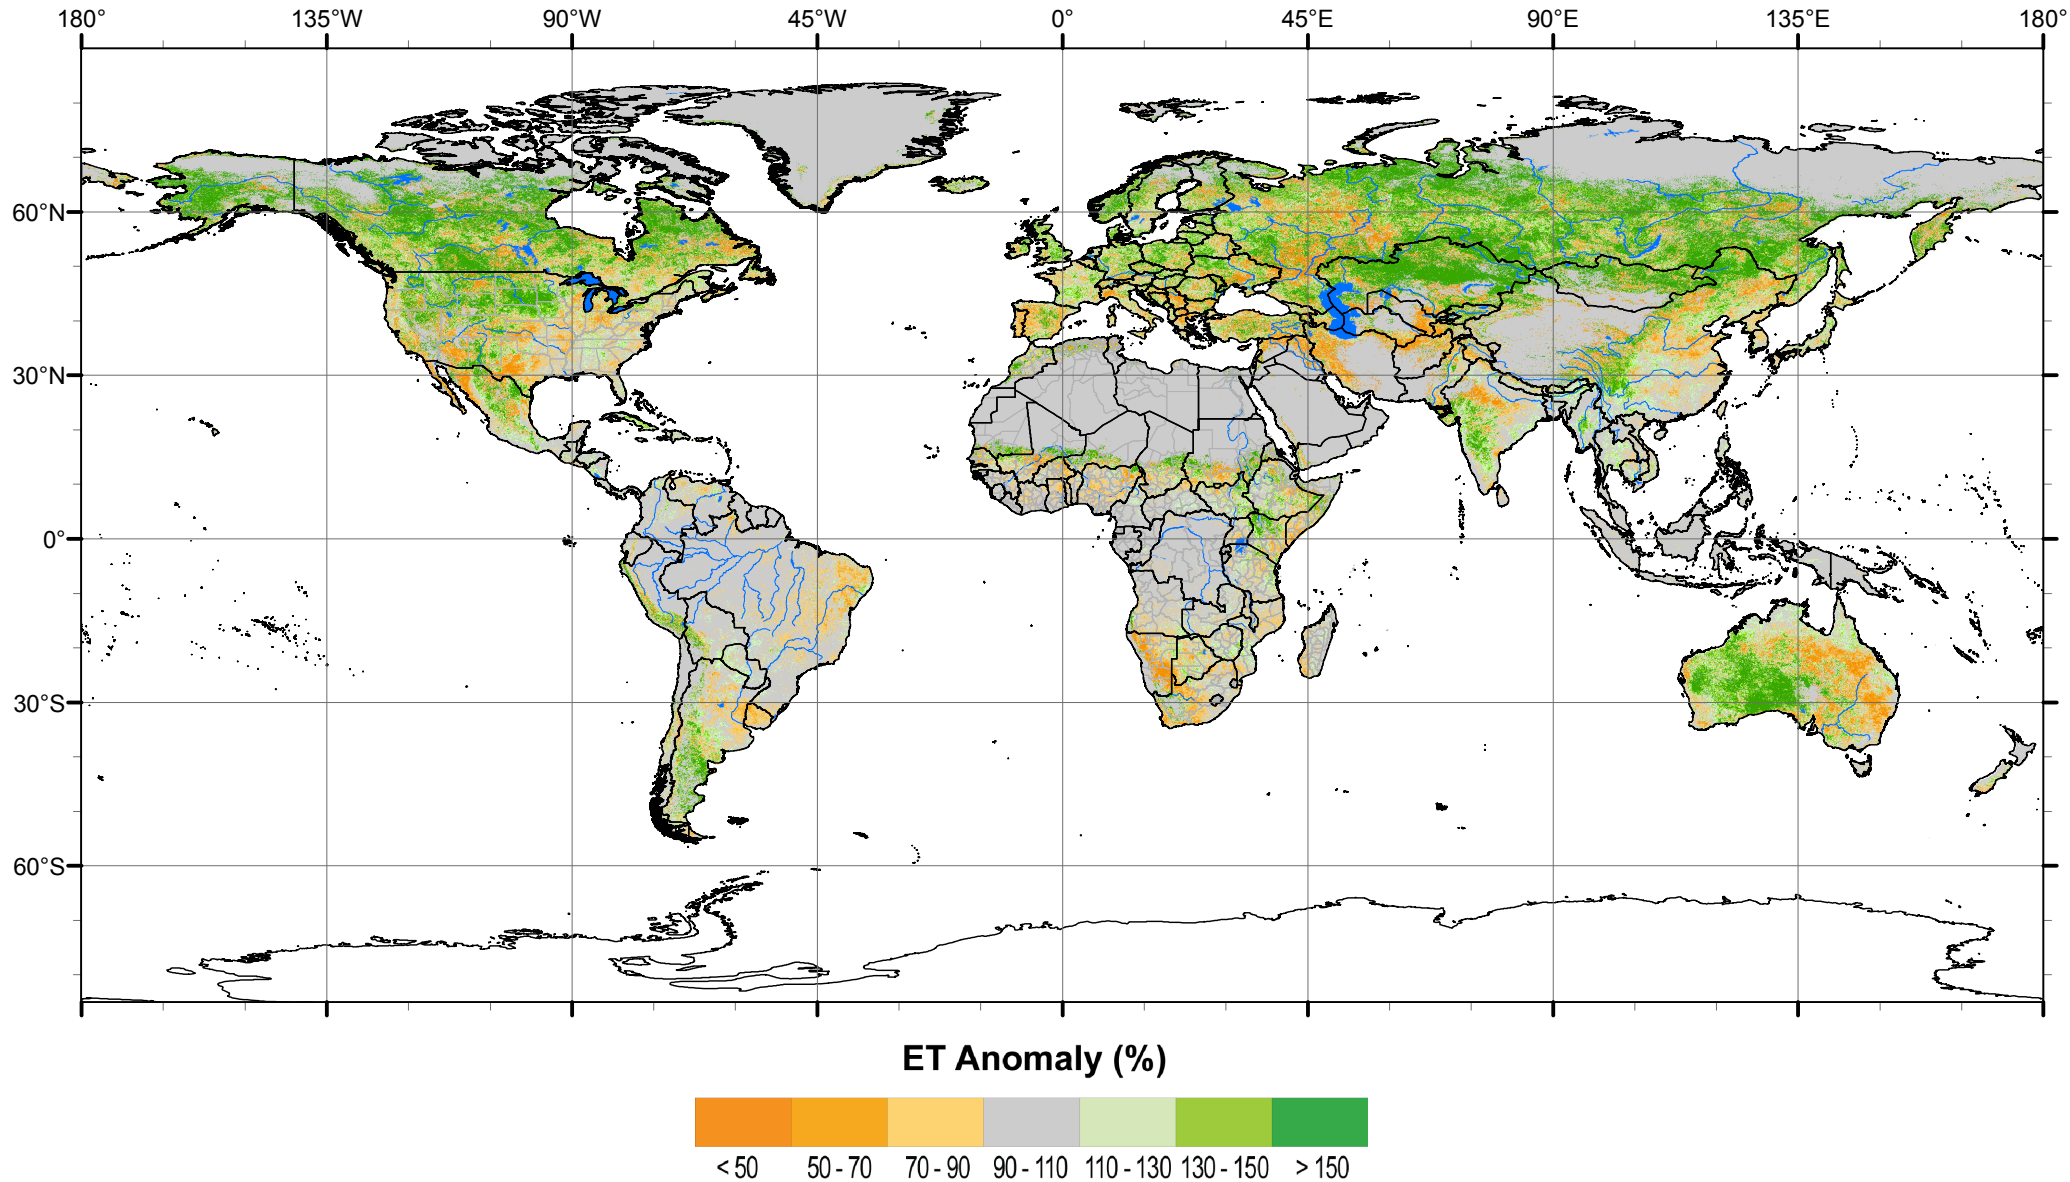 180° 135°W 90°W 45°W 0° 45°E 90°E 135°E 180°
60°N
30°N
0°
30°S
60°S
ET Anomaly (%)
< 50 50 - 70 70 - 90 90 - 110 110 - 130 130 - 150 > 150